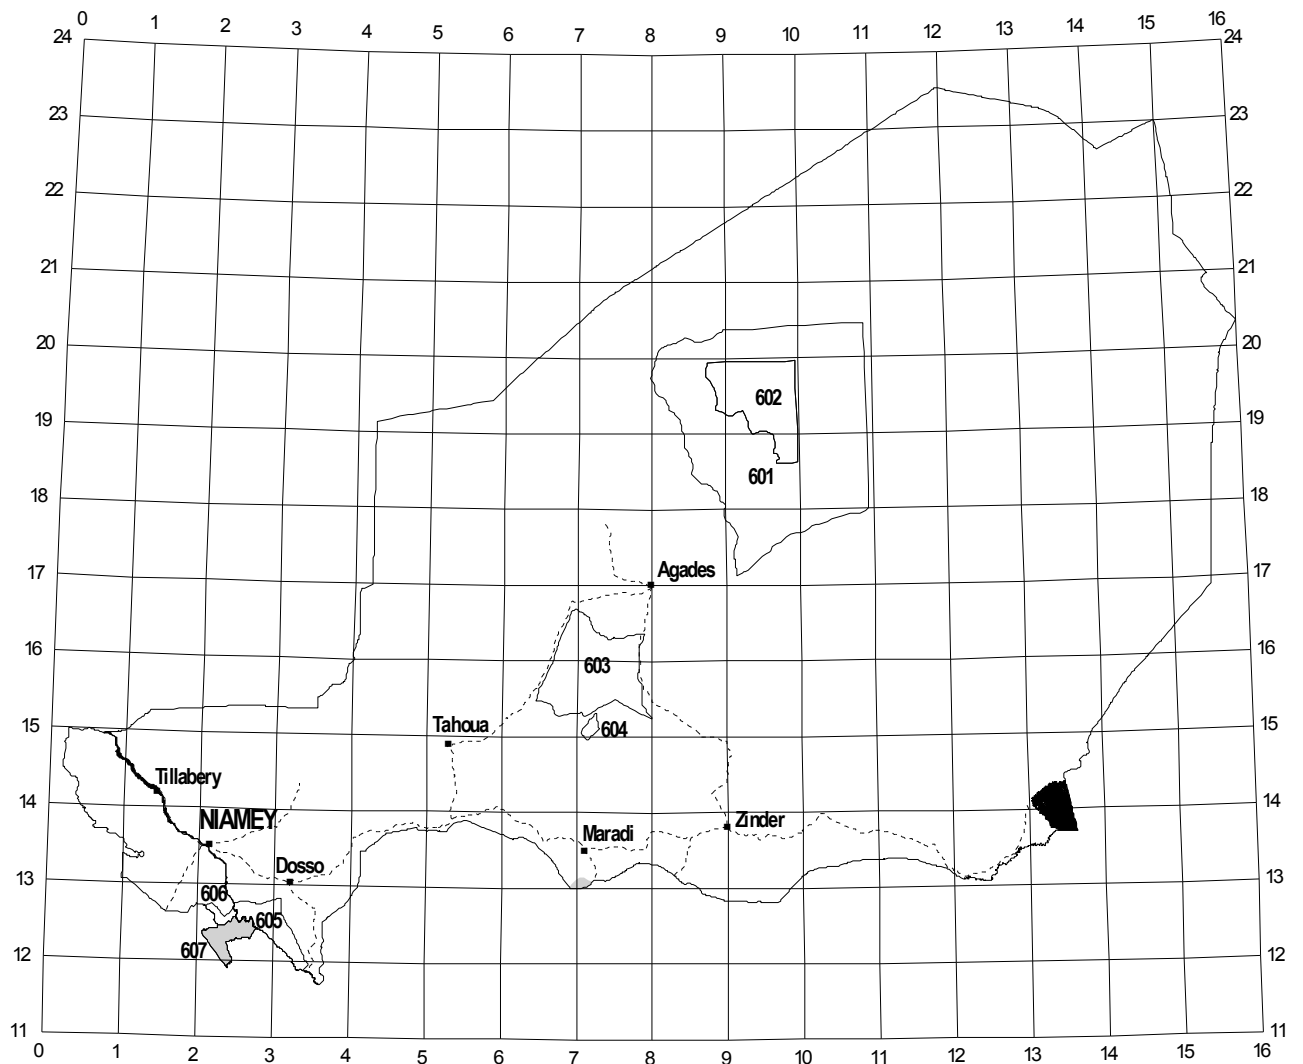 0 1 2 3 4 5 6 7 8 9 10 11 12 13 14 15 16
24 24
23 23
22 22
21 21
20 20
602
19 19
601
18 18
17 Agades 17
16 16
603
15 Tahoua 604 15
Tillabery
14 NIAMEY Zinder 14
Maradi
Dosso
13 13
606
605
607
12 12
11 11
0 1 2 3 4 5 6 7 8 9 10 11 12 13 14 15 16